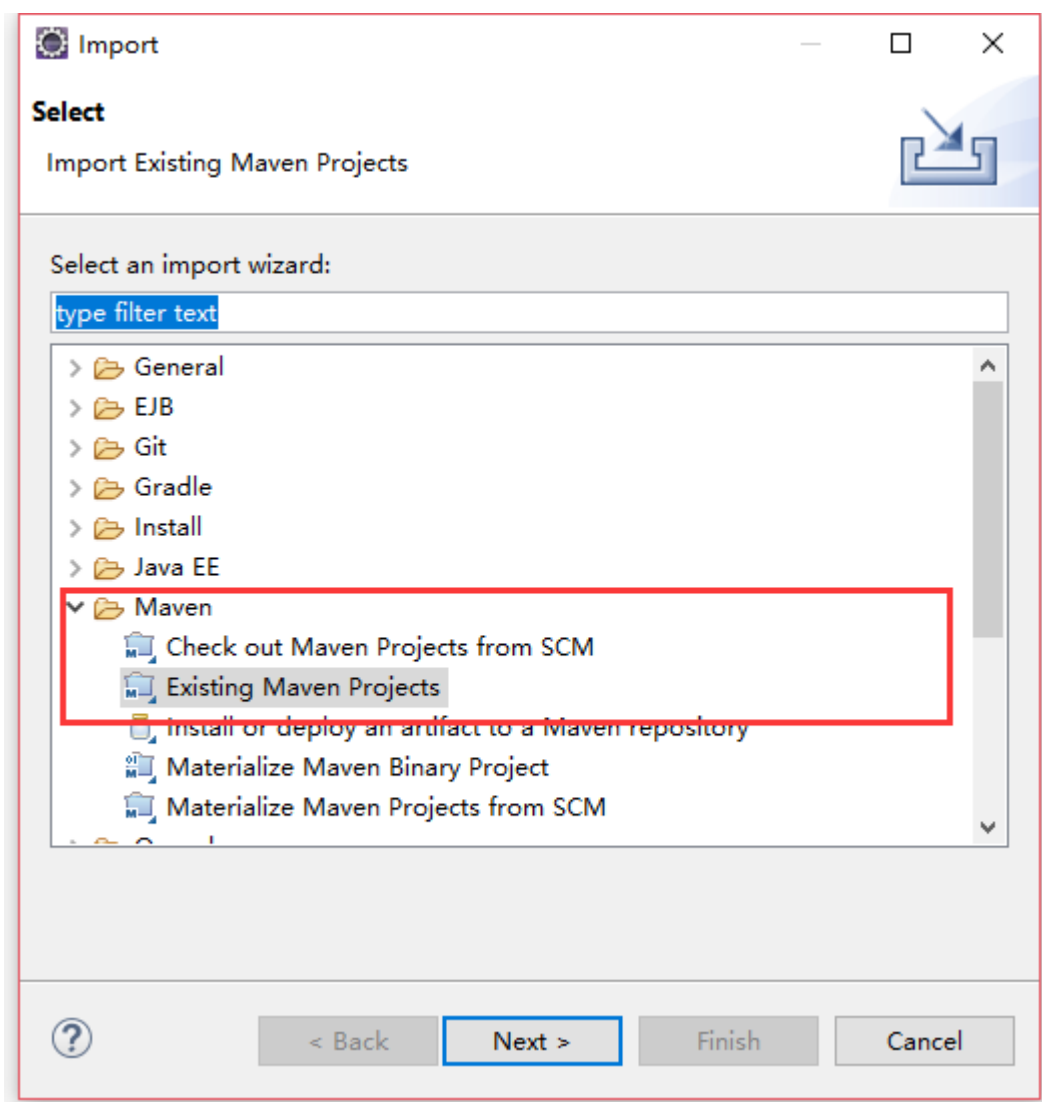 Import
Select
Import Existing Maven Projects
Select an import wizard:
type filter text
General
EJB
Git
Gradle
Install
Java EE
Maven
Check out Maven Projects from SCM
Existing Maven Projects
Install or deploy an artifact to a Maven repository
Materialize Maven Binary Project
Materialize Maven Projects from SCM
< Back
Next >
Finish
Cancel